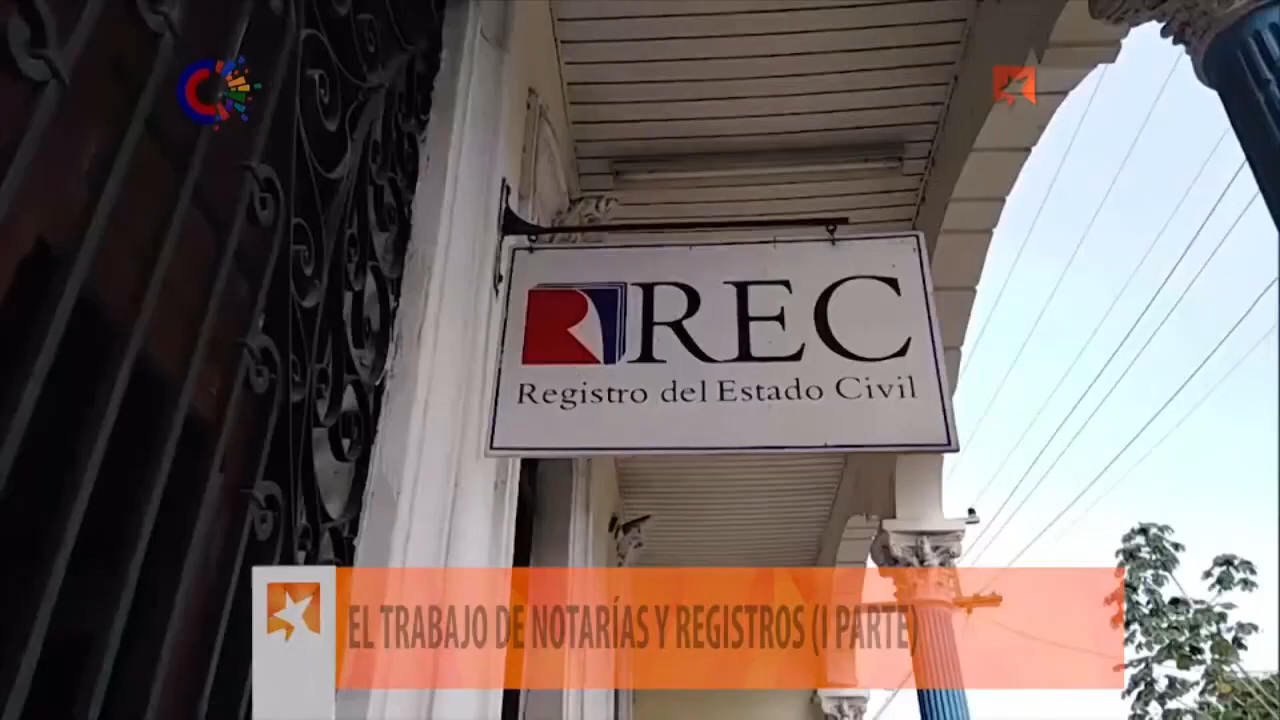 REC
Registro del Estado Civil
EL TRABAJO DE NOTARÍAS Y REGISTROS (I PARTE)